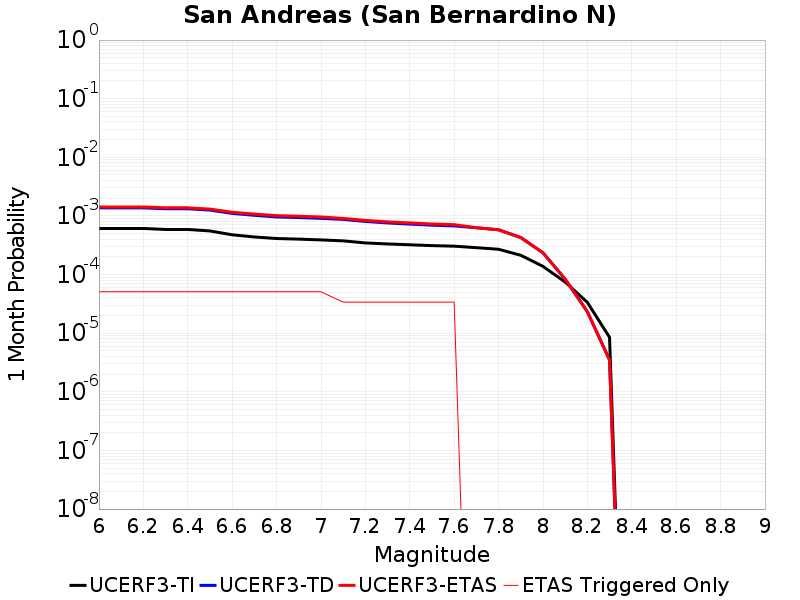 San Andreas (San Bernardino N)
1 Month Probability
10^0
10^-1
10^-2
10^-3
10^-4
10^-5
10^-6
10^-7
10^-8
6 6.2 6.4 6.6 6.8 7 7.2 7.4 7.6 7.8 8 8.2 8.4 8.6 8.8 9
Magnitude
UCERF3-TI UCERF3-TD UCERF3-ETAS ETAS Triggered Only